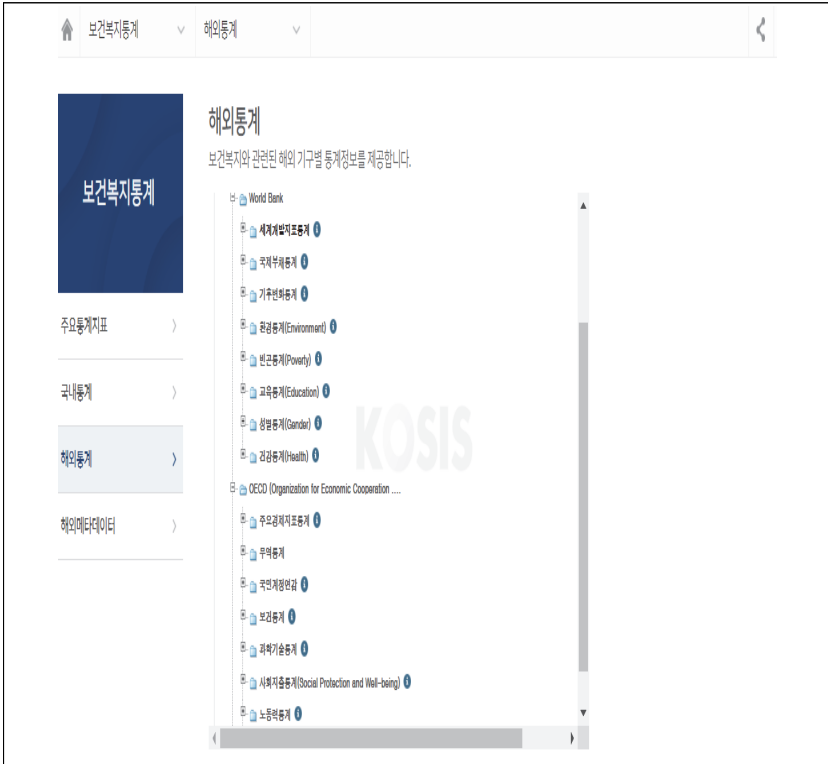 보건복지통계 해외통계
보건복지통계
주요통계지표
국내통계
해외통계
해외메타데이터
해외통계
보건복지와 관련된 해외 기구별 통계정보를 제공합니다.
World Bank
세계개발지표통계
국제부채통계
기후변화통계
환경통계(Environment)
빈곤통계(Poverty)
교육통계(Education)
성별통계(Gender)
건강통계(Health)
OECD (Organization for Economic Cooperation ....
주요경제지표통계
무역통계
국민계정연감
보건통계
과학기술통계
사회지출통계(Social Protection and Well-being)
노동력통계
KOSIS